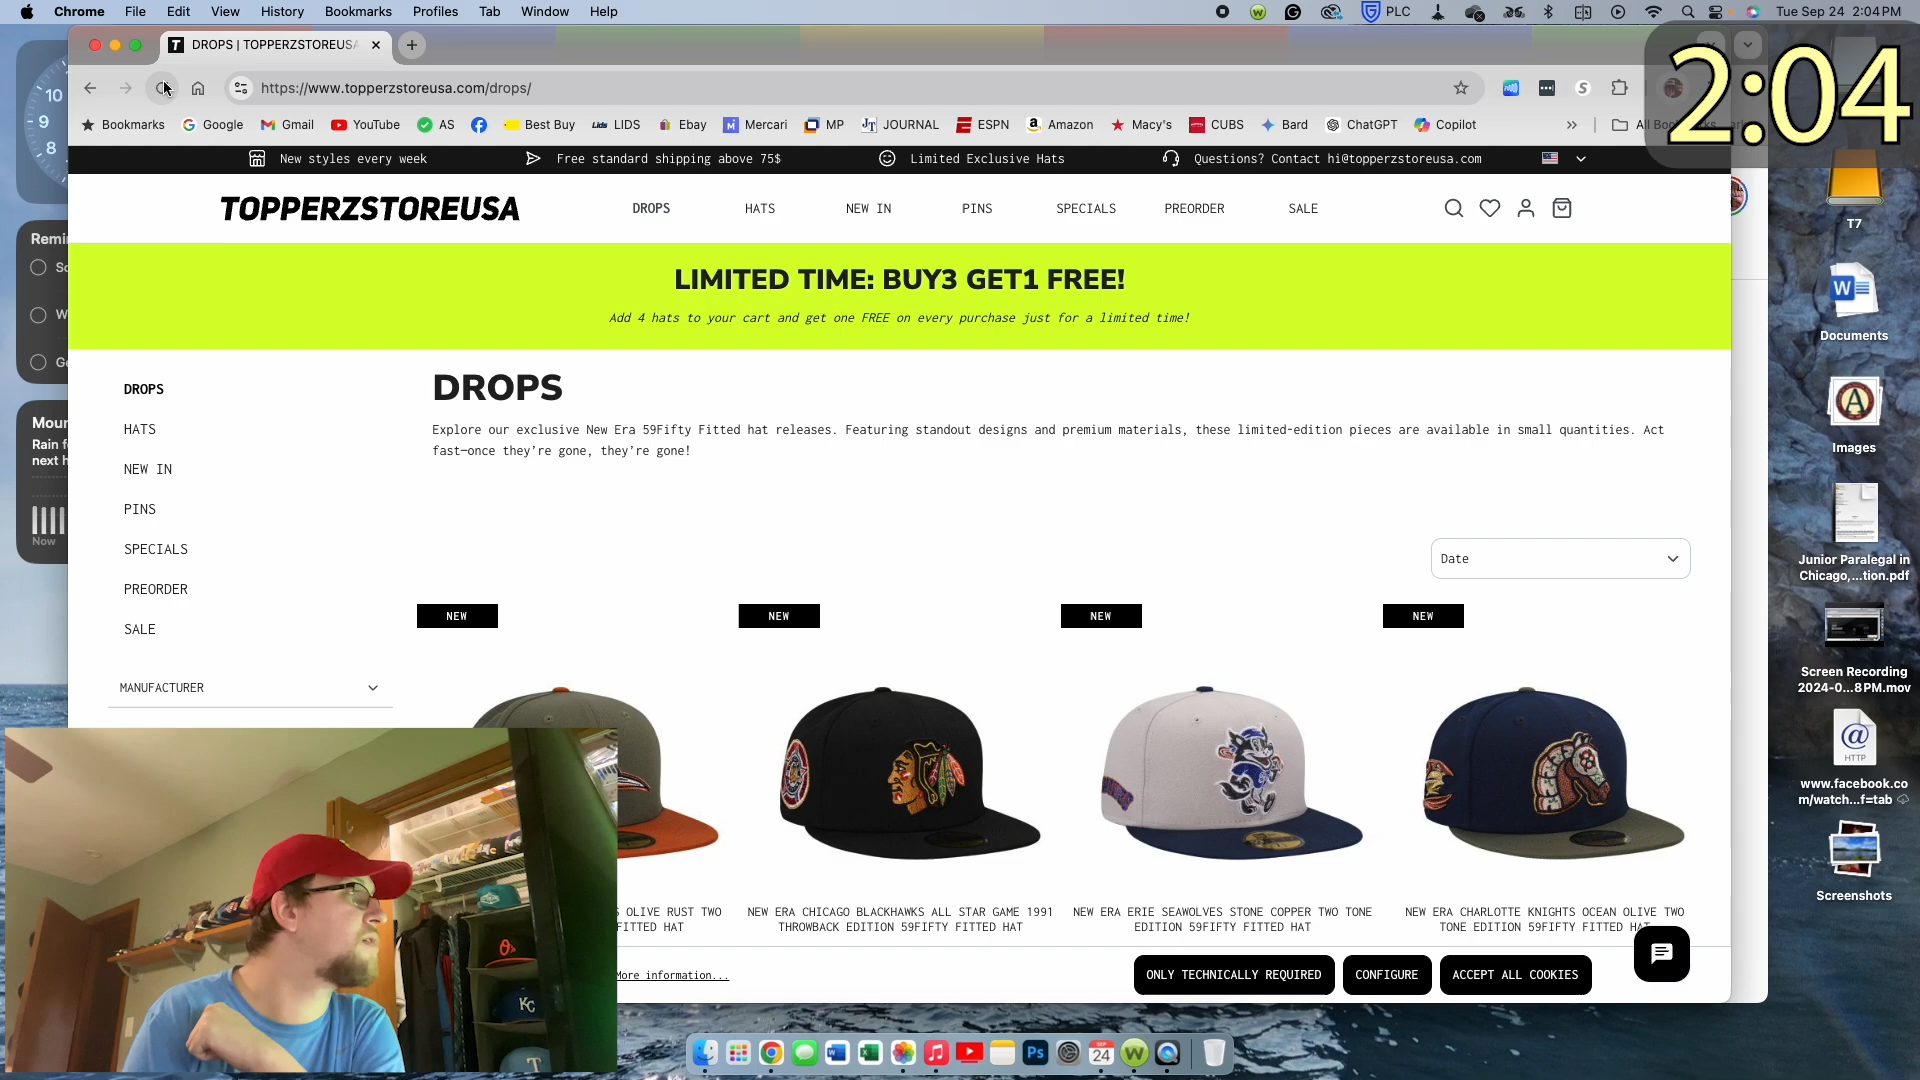 Chrome File Edit View History Bookmarks Profiles Tab Window Help
PLC
Tue Sep 24 2:04 PM
2:04
DROPS | TOPPERZSTOREUSA
https://www.topperzstoreusa.com/drops/
Bookmarks Google Gmail YouTube AS Best Buy LIDS Ebay Mercari MP JOURNAL ESPN Amazon Macy's CUBS Bard ChatGPT Copilot
New styles every week
Free standard shipping above 75$
Limited Exclusive Hats
Questions? Contact hi@topperzstoreusa.com
TOPPERZSTOREUSA
DROPS HATS NEW IN PINS SPECIALS PREORDER SALE
LIMITED TIME: BUY3 GET1 FREE!
Add 4 hats to your cart and get one FREE on every purchase just for a limited time!
DROPS
HATS
NEW IN
PINS
SPECIALS
PREORDER
SALE
MANUFACTURER
DROPS
Explore our exclusive New Era 59Fifty Fitted hat releases. Featuring standout designs and premium materials, these limited-edition pieces are available in small quantities. Act
fast—once they're gone, they're gone!
Date
NEW
NEW
NEW
NEW
OLIVE RUST TWO
FITTED HAT
NEW ERA CHICAGO BLACKHAWKS ALL STAR GAME 1991
THROWBACK EDITION 59FIFTY FITTED HAT
NEW ERA ERIE SEAWOLVES STONE COPPER TWO TONE
EDITION 59FIFTY FITTED HAT
NEW ERA CHARLOTTE KNIGHTS OCEAN OLIVE TWO
TONE EDITION 59FIFTY FITTED HAT
More information...
ONLY TECHNICALLY REQUIRED
CONFIGURE
ACCEPT ALL COOKIES
10
9
8
Now
T7
Documents
Images
Junior Paralegal in
Chicago,...tion.pdf
Screen Recording
2024-0...8PM.mov
HTTP
www.facebook.co
m/watch...f=tab
Screenshots
KC
T
SEP
24
Ps